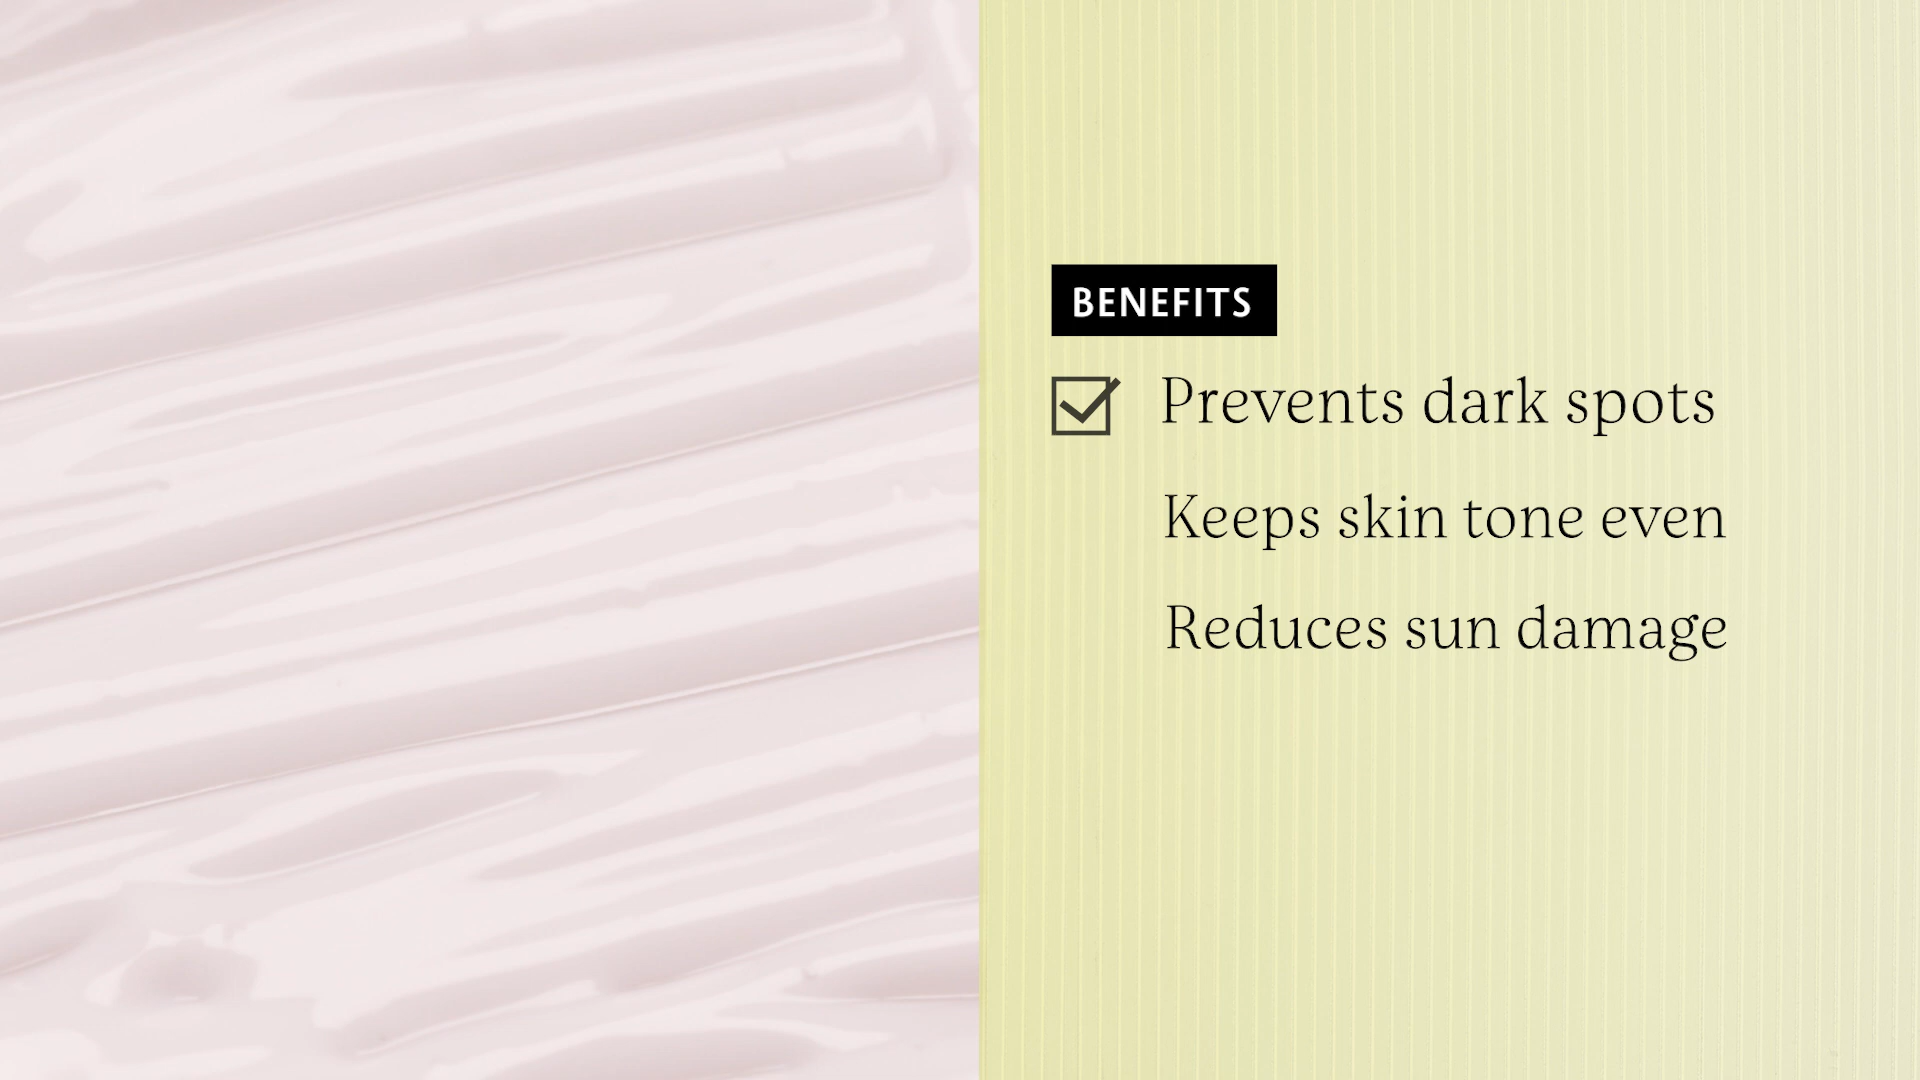 BENEFITS
Prevents dark spots
Keeps skin tone even
Reduces sun damage